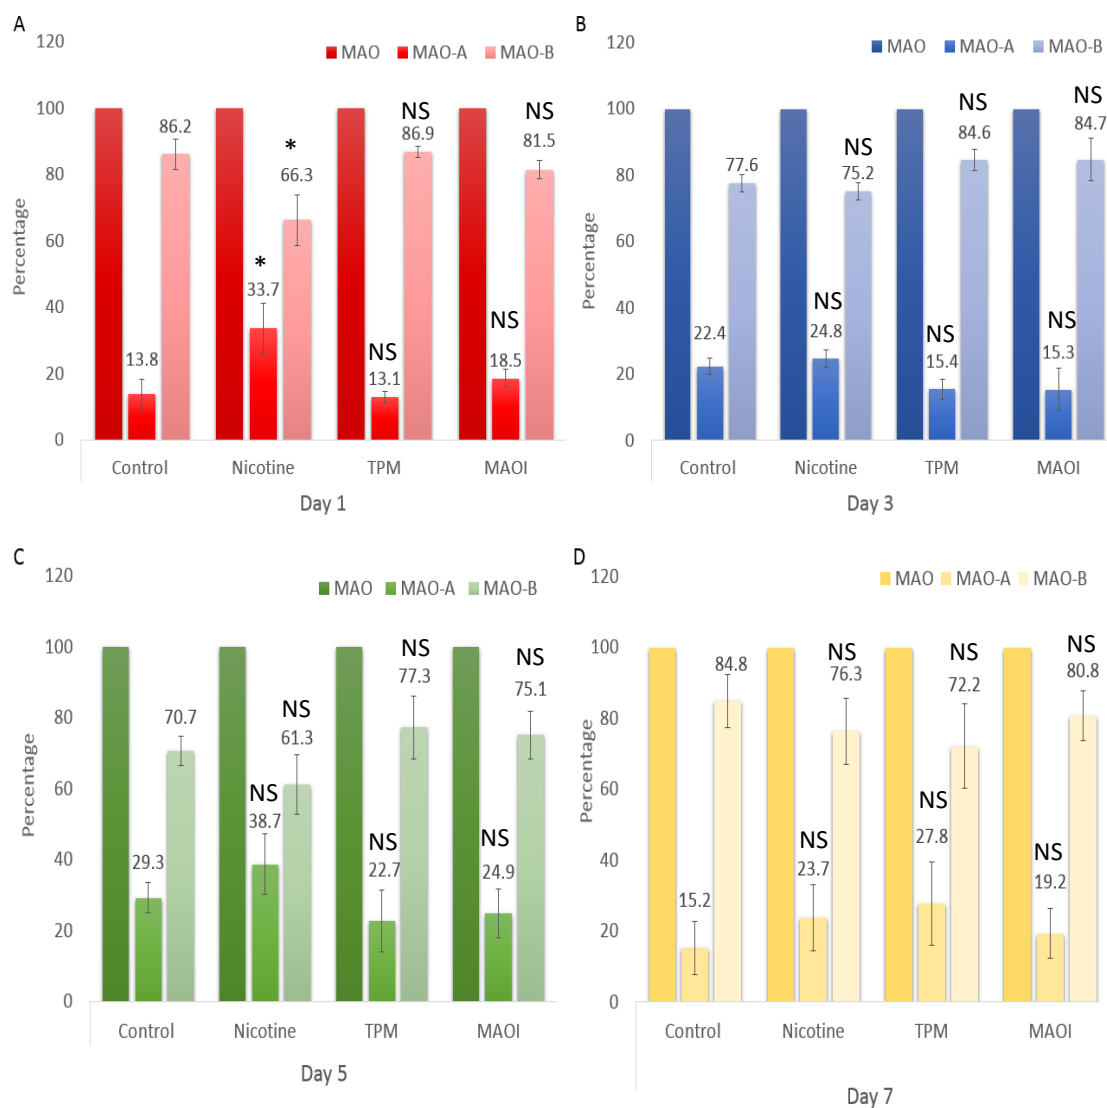 A
120
MAO MAO-A MAO-B
100
80
60
40
20
0
Percentage
13.8
86.2
*
33.7
*
66.3
NS
13.1
NS
86.9
NS
18.5
NS
81.5
Control Nicotine TPM MAOI
Day 1
B
120
MAO MAO-A MAO-B
100
80
60
40
20
0
Percentage
22.4
77.6
NS
24.8
NS
75.2
NS
15.4
NS
84.6
NS
15.3
NS
84.7
Control Nicotine TPM MAOI
Day 3
C
120
MAO MAO-A MAO-B
100
80
60
40
20
0
Percentage
29.3
70.7
NS
38.7
NS
61.3
NS
22.7
NS
77.3
NS
24.9
NS
75.1
Control Nicotine TPM MAOI
Day 5
D
120
MAO MAO-A MAO-B
100
80
60
40
20
0
Percentage
15.2
84.8
NS
23.7
NS
76.3
NS
27.8
NS
72.2
NS
19.2
NS
80.8
Control Nicotine TPM MAOI
Day 7